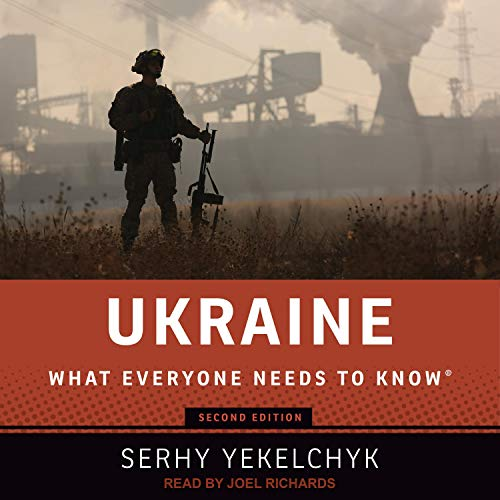 UKRAINE
WHAT EVERYONE NEEDS TO KNOW®
SECOND EDITION
SERHY YEKELCHYK
READ BY JOEL RICHARDS